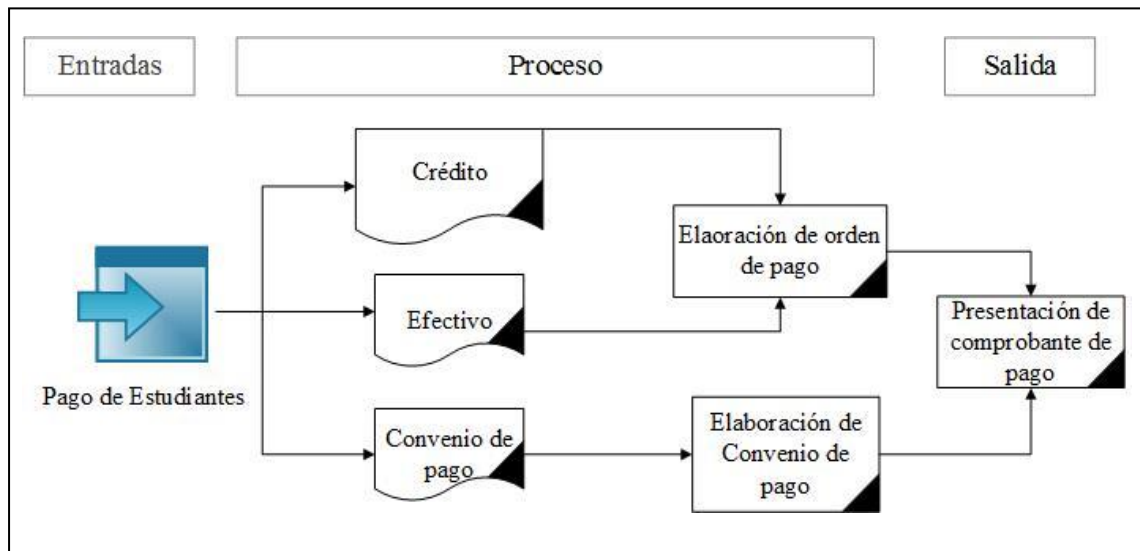 Entradas
Proceso
Salida
Crédito
Elaoración de orden
de pago
Efectivo
Presentación de
comprobante de
pago
Pago de Estudiantes
Convenio de
pago
Elaboración de
Convenio de
pago